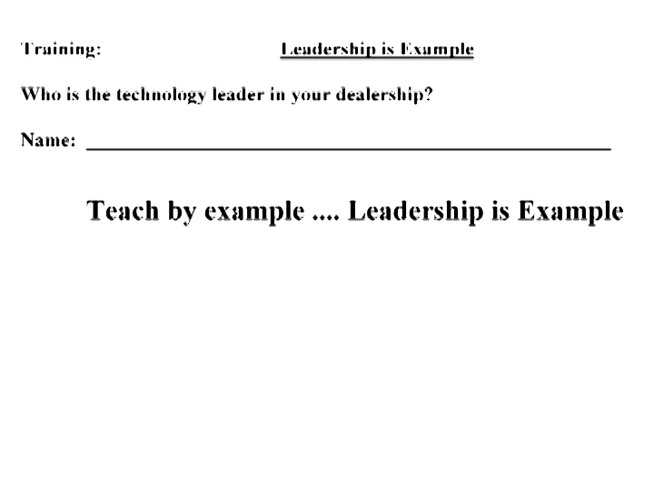 Training: Leadership is Example
Who is the technology leader in your dealership?
Name:
Teach by example .... Leadership is Example